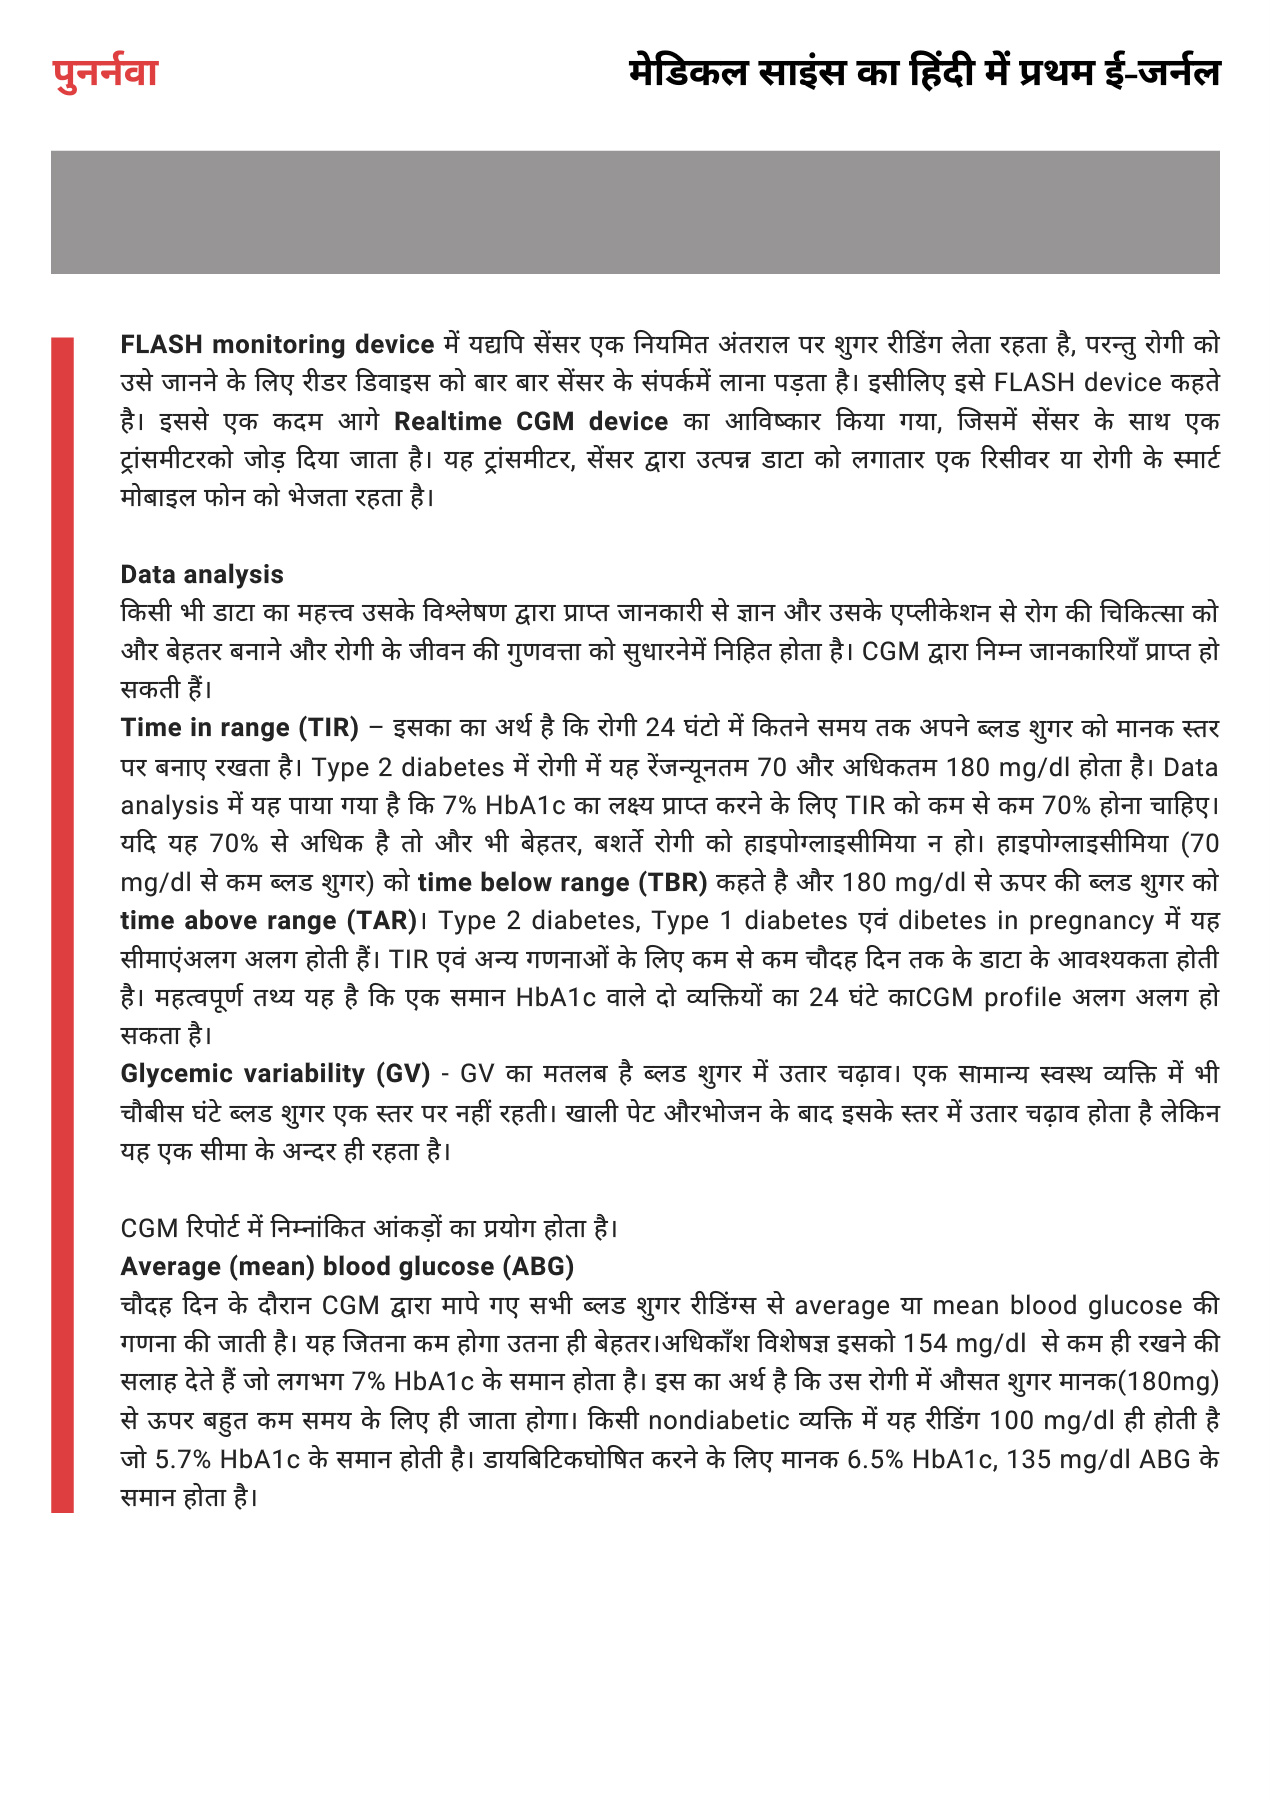 पुनर्नवा
मेडिकल साइंस का हिंदी में प्रथम ई-जर्नल
FLASH monitoring device में यद्यपि सेंसर एक नियमित अंतराल पर शुगर रीडिंग लेता रहता है, परन्तु रोगी को
उसे जानने के लिए रीडर डिवाइस को बार बार सेंसर के संपर्कमें लाना पड़ता है। इसीलिए इसे FLASH device कहते
है। इससे एक कदम आगे Realtime CGM device का आविष्कार किया गया, जिसमें सेंसर के साथ एक
ट्रांसमीटरको जोड़ दिया जाता है। यह ट्रांसमीटर, सेंसर द्वारा उत्पन्न डाटा को लगातार एक रिसीवर या रोगी के स्मार्ट
मोबाइल फोन को भेजता रहता है।
Data analysis
किसी भी डाटा का महत्त्व उसके विश्लेषण द्वारा प्राप्त जानकारी से ज्ञान और उसके एप्लीकेशन से रोग की चिकित्सा को
और बेहतर बनाने और रोगी के जीवन की गुणवत्ता को सुधारनेमें निहित होता है। CGM द्वारा निम्न जानकारियाँ प्राप्त हो
सकती हैं।
Time in range (TIR) – इसका का अर्थ है कि रोगी 24 घंटो में कितने समय तक अपने ब्लड शुगर को मानक स्तर
पर बनाए रखता है। Type 2 diabetes में रोगी में यह रेंजन्यूनतम 70 और अधिकतम 180 mg/dl होता है। Data
analysis में यह पाया गया है कि 7% HbA1c का लक्ष्य प्राप्त करने के लिए TIR को कम से कम 70% होना चाहिए।
यदि यह 70% से अधिक है तो और भी बेहतर, बशर्ते रोगी को हाइपोग्लाइसीमिया न हो। हाइपोग्लाइसीमिया (70
mg/dl से कम ब्लड शुगर) को time below range (TBR) कहते है और 180 mg/dl से ऊपर की ब्लड शुगर को
time above range (TAR)। Type 2 diabetes, Type 1 diabetes एवं dibetes in pregnancy में यह
सीमाएंअलग अलग होती हैं। TIR एवं अन्य गणनाओं के लिए कम से कम चौदह दिन तक के डाटा के आवश्यकता होती
है। महत्वपूर्ण तथ्य यह है कि एक समान HbA1c वाले दो व्यक्तियों का 24 घंटे काCGM profile अलग अलग हो
सकता है।
Glycemic variability (GV) - GV का मतलब है ब्लड शुगर में उतार चढ़ाव। एक सामान्य स्वस्थ व्यक्ति में भी
चौबीस घंटे ब्लड शुगर एक स्तर पर नहीं रहती। खाली पेट औरभोजन के बाद इसके स्तर में उतार चढ़ाव होता है लेकिन
यह एक सीमा के अन्दर ही रहता है।
CGM रिपोर्ट में निम्नांकित आंकड़ों का प्रयोग होता है।
Average (mean) blood glucose (ABG)
चौदह दिन के दौरान CGM द्वारा मापे गए सभी ब्लड शुगर रीडिंग्स से average या mean blood glucose की
गणना की जाती है। यह जितना कम होगा उतना ही बेहतर।अधिकाँश विशेषज्ञ इसको 154 mg/dl से कम ही रखने की
सलाह देते हैं जो लगभग 7% HbA1c के समान होता है। इस का अर्थ है कि उस रोगी में औसत शुगर मानक(180mg)
से ऊपर बहुत कम समय के लिए ही जाता होगा। किसी nondiabetic व्यक्ति में यह रीडिंग 100 mg/dl ही होती है
जो 5.7% HbA1c के समान होती है। डायबिटिकघोषित करने के लिए मानक 6.5% HbA1c, 135 mg/dl ABG के
समान होता है।